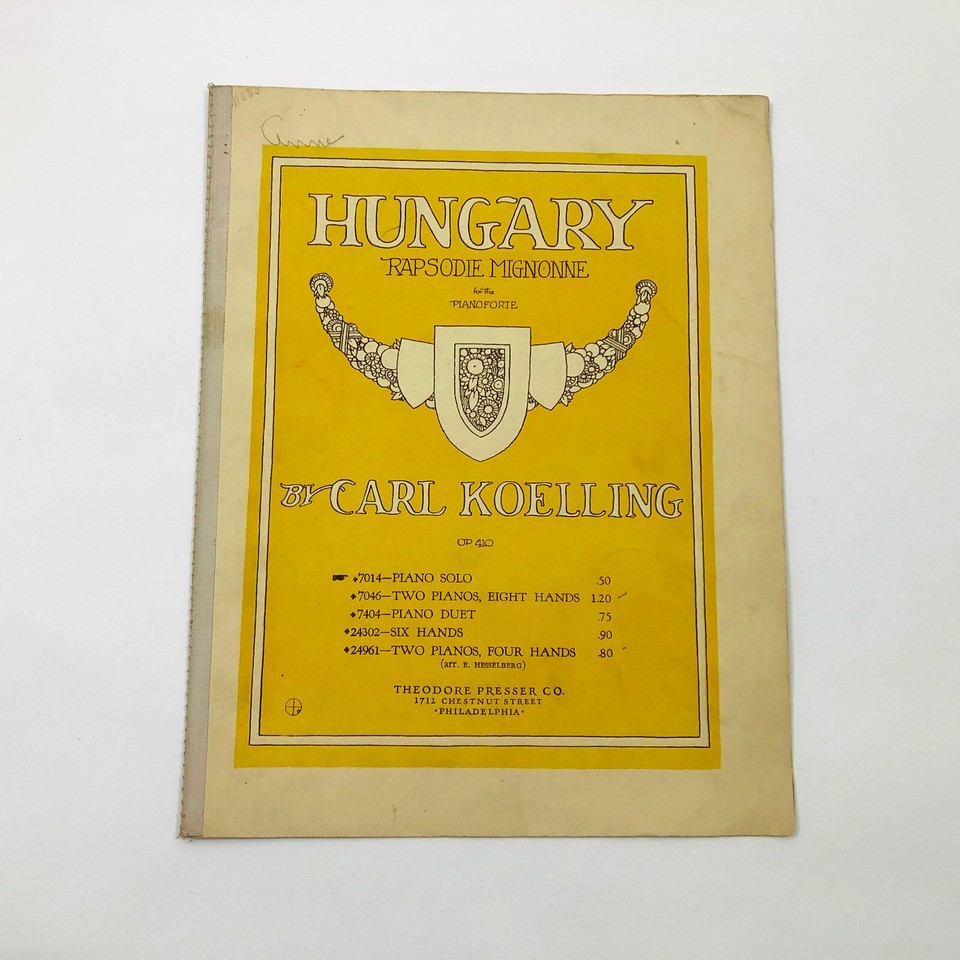 Anne
HUNGARY
RAPSODIE MIGNONNE
for the
PIANOFORTE
BY CARL KOELLING
OP 410
7014—PIANO SOLO .50
7046—TWO PIANOS, EIGHT HANDS 1.20
7404—PIANO DUET .75
24302—SIX HANDS .90
24961—TWO PIANOS, FOUR HANDS .80
(arr. E. HESSELBERG)
THEODORE PRESSER CO.
1712 CHESTNUT STREET
·PHILADELPHIA·